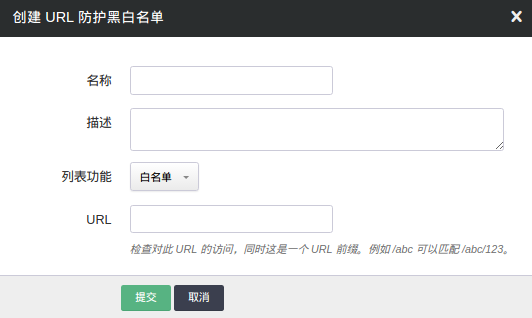 创建 URL 防护黑白名单
名称
描述
列表功能
白名单
URL
检查对此 URL 的访问，同时这是一个 URL 前缀。例如 /abc 可以匹配 /abc/123。
提交
取消